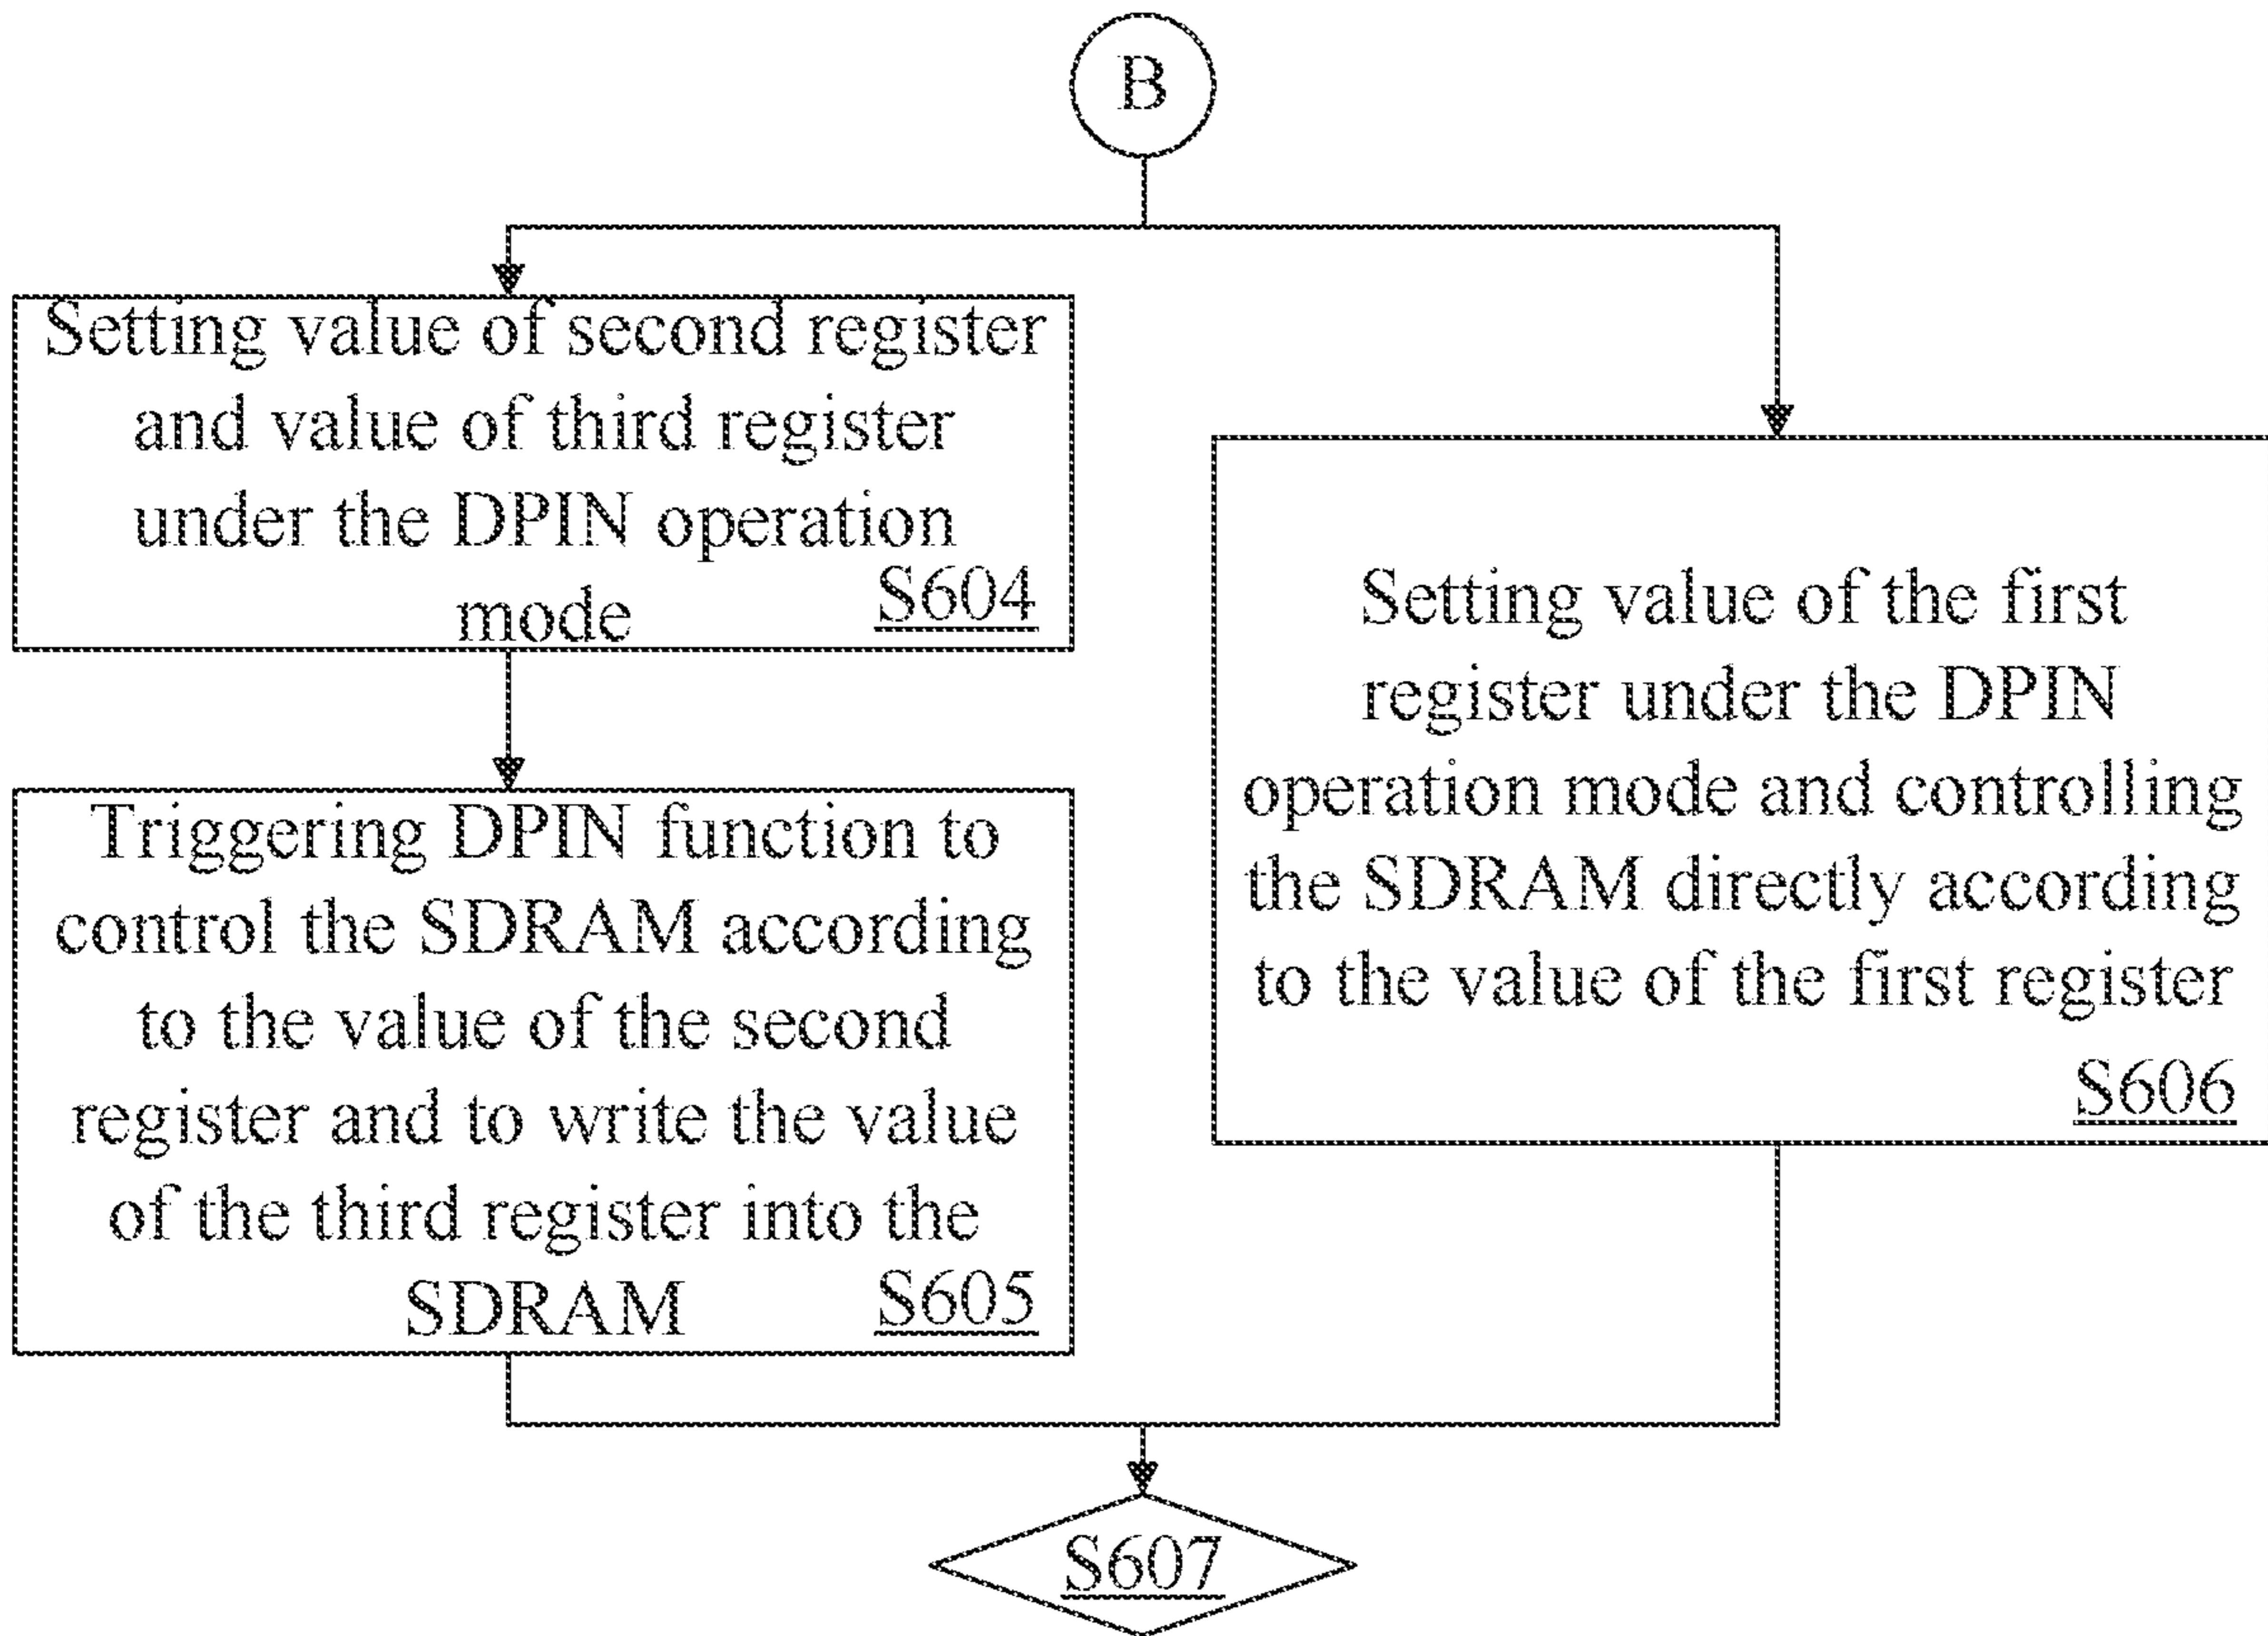 B
Setting value of second register
and value of third register
under the DPIN operation
mode S604
Triggering DPIN function to
control the SDRAM according
to the value of the second
register and to write the value
of the third register into the
SDRAM S605
Setting value of the first
register under the DPIN
operation mode and controlling
the SDRAM directly according
to the value of the first register
S606
S607